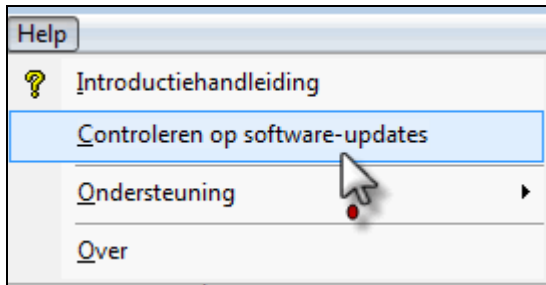 Help
Introductiehandleiding
Controleren op software-updates
Ondersteuning
Over